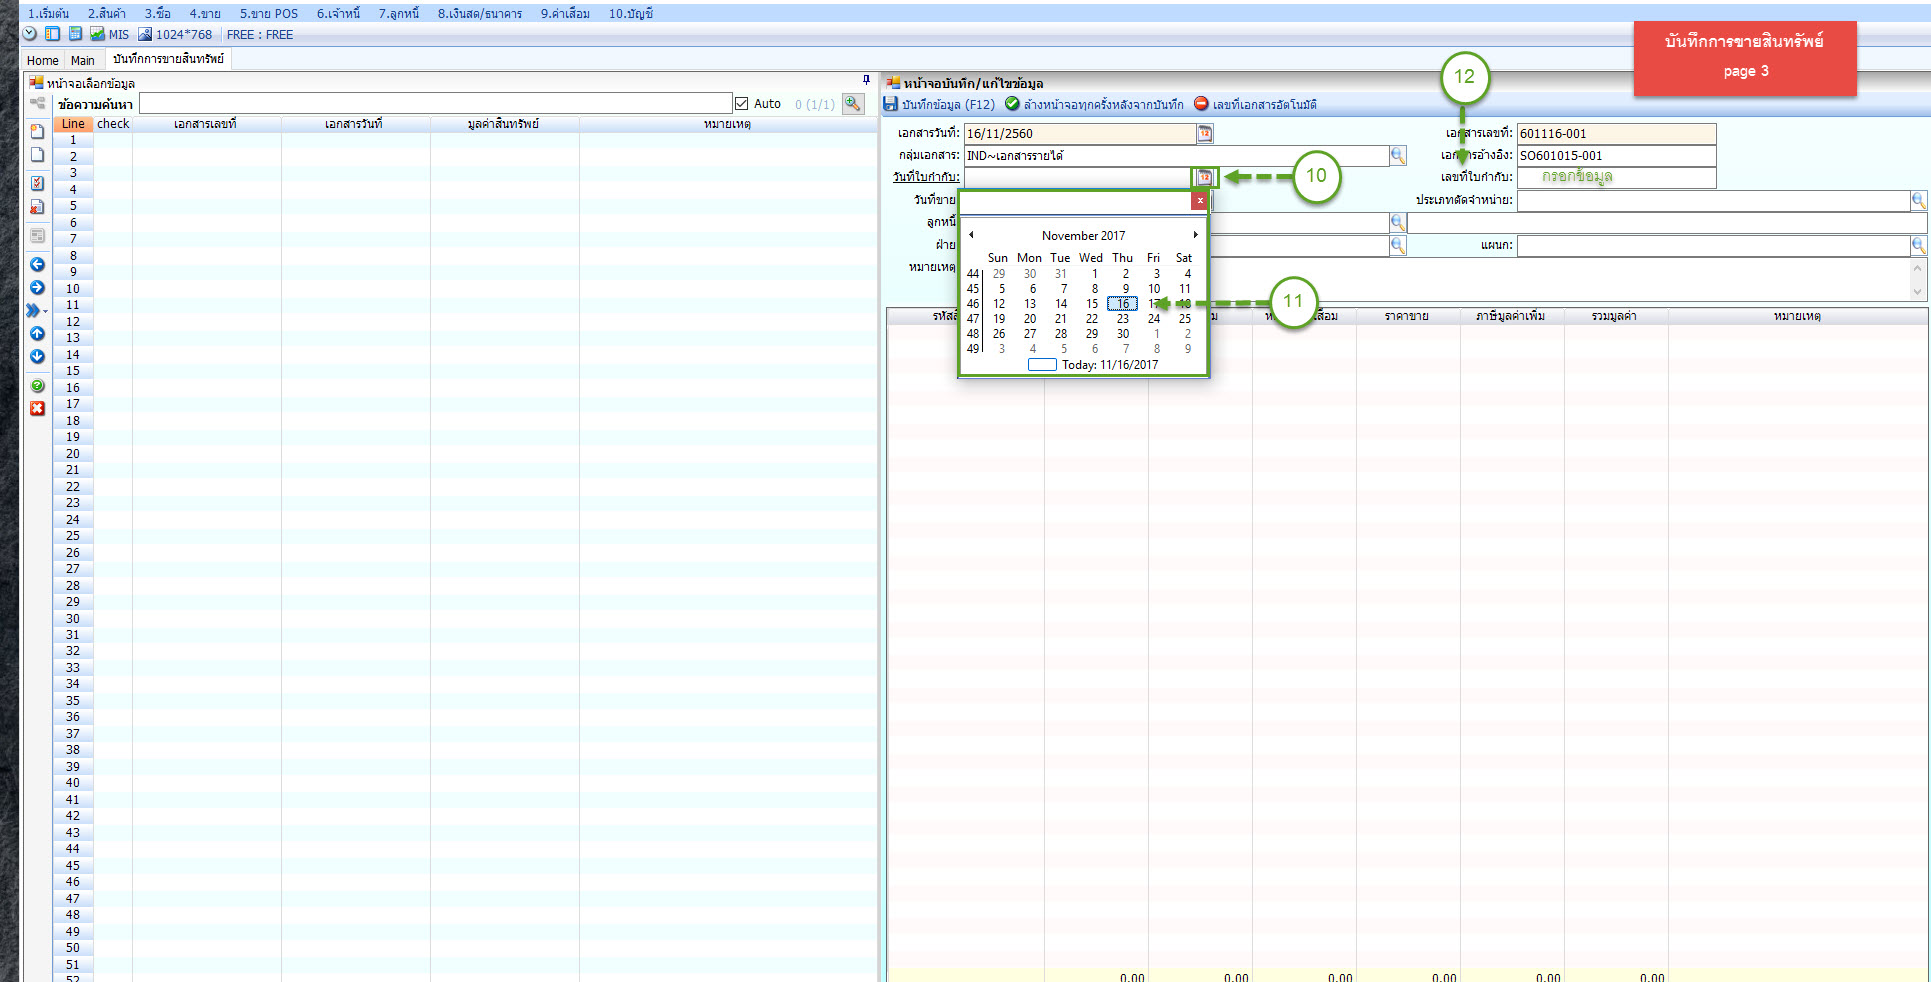 1.เริ่มต้น 2.สินค้า 3.ซื้อ 4.ขาย 5.ขาย POS 6.เจ้าหนี้ 7.ลูกหนี้ 8.เงินสด/ธนาคาร 9.ค่าเสื่อม 10.บัญชี
MIS 1024*768 FREE : FREE
Home Main บันทึกการขายสินทรัพย์
บันทึกการขายสินทรัพย์
page 3
หน้าจอเลือกข้อมูล
ข้อความค้นหา Auto 0 (1/1)
Line check เอกสารเลขที่ เอกสารวันที่ มูลค่าสินทรัพย์ หมายเหตุ
1
2
3
4
5
6
7
8
9
10
11
12
13
14
15
16
17
18
19
20
21
22
23
24
25
26
27
28
29
30
31
32
33
34
35
36
37
38
39
40
41
42
43
44
45
46
47
48
49
50
51
52
หน้าจอบันทึก/แก้ไขข้อมูล
บันทึกข้อมูล (F12) ล้างหน้าจอทุกครั้งหลังจากบันทึก เลขที่เอกสารอัตโนมัติ
12
เอกสารวันที่: 16/11/2560 เอกสารเลขที่: 601116-001
กลุ่มเอกสาร: IND~เอกสารรายได้ เอกสารอ้างอิง: SO601015-001
วันที่ใบกำกับ: 12 10 เลขที่ใบกำกับ: กรอกข้อมูล
วันที่ขาย x ประเภทตัดจำหน่าย:
ลูกหนี้
ฝ่าย แผนก:
หมายเหตุ
November 2017
Sun Mon Tue Wed Thu Fri Sat
44 29 30 31 1 2 3 4
45 5 6 7 8 9 10 11
46 12 13 14 15 16 17 18
47 19 20 21 22 23 24 25
48 26 27 28 29 30 1 2
49 3 4 5 6 7 8 9
Today: 11/16/2017
11
ราคาขาย ภาษีมูลค่าเพิ่ม รวมมูลค่า หมายเหตุ
0.00 0.00 0.00 0.00 0.00 0.00